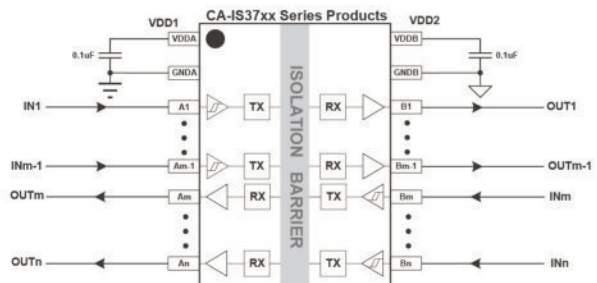 CA-IS37xx Series Products
VDD1
VDD2
VDDA
VDDB
0.1uF
0.1uF
GNDA
GNDB
ISOLATION BARRIER
IN1
A1
TX
RX
B1
OUT1
INm-1
Am-1
TX
RX
Bm-1
OUTm-1
OUTm
Am
RX
TX
Bm
INm
OUTn
An
RX
TX
Bn
INn